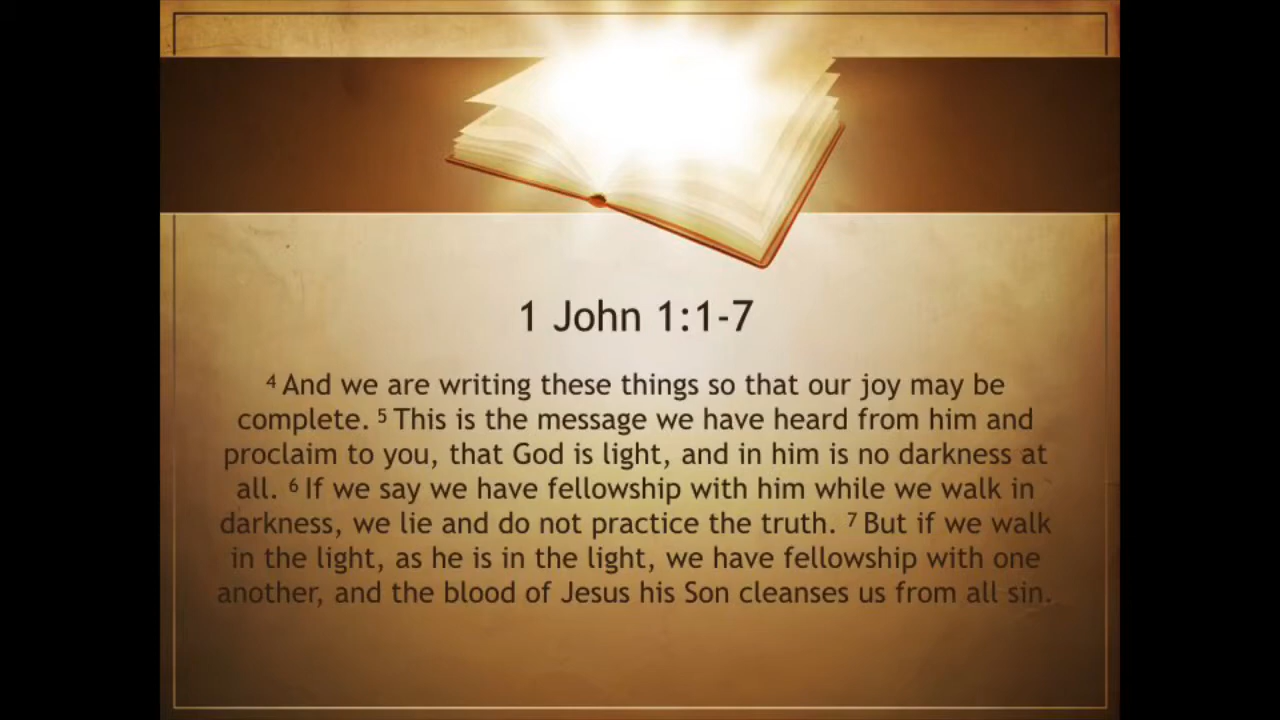 1 John 1:1-7
⁴ And we are writing these things so that our joy may be
complete. ⁵ This is the message we have heard from him and
proclaim to you, that God is light, and in him is no darkness at
all. ⁶ If we say we have fellowship with him while we walk in
darkness, we lie and do not practice the truth. ⁷ But if we walk
in the light, as he is in the light, we have fellowship with one
another, and the blood of Jesus his Son cleanses us from all sin.